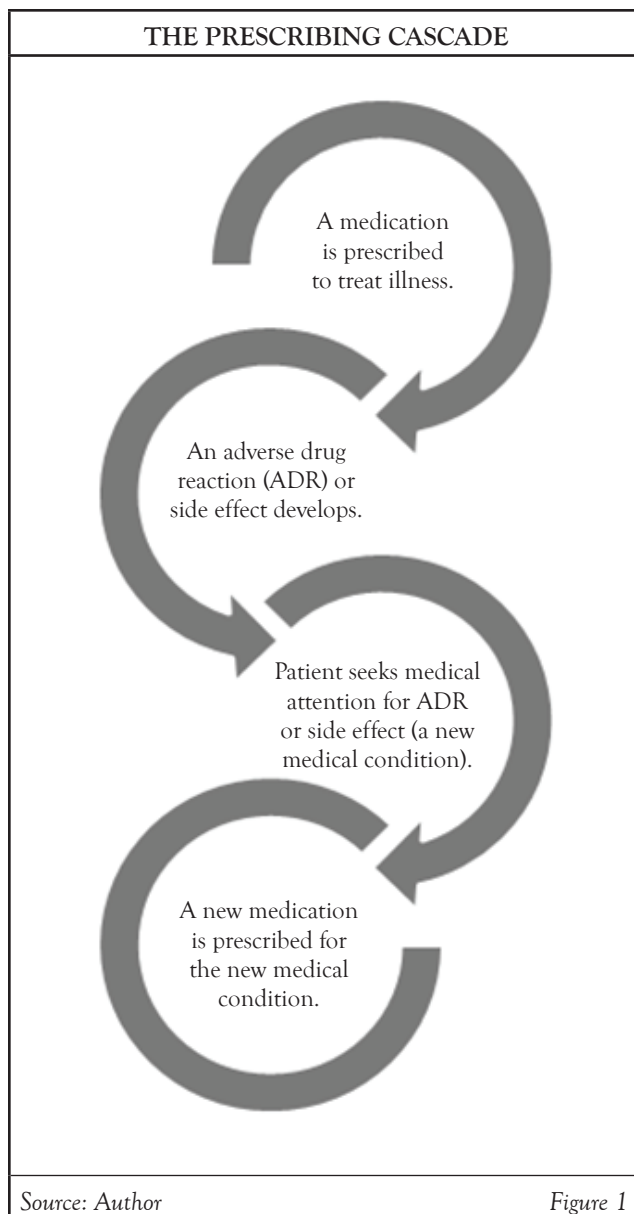 THE PRESCRIBING CASCADE
A medication
is prescribed
to treat illness.
An adverse drug
reaction (ADR) or
side effect develops.
Patient seeks medical
attention for ADR
or side effect (a new
medical condition).
A new medication
is prescribed for
the new medical
condition.
Source: Author
Figure 1